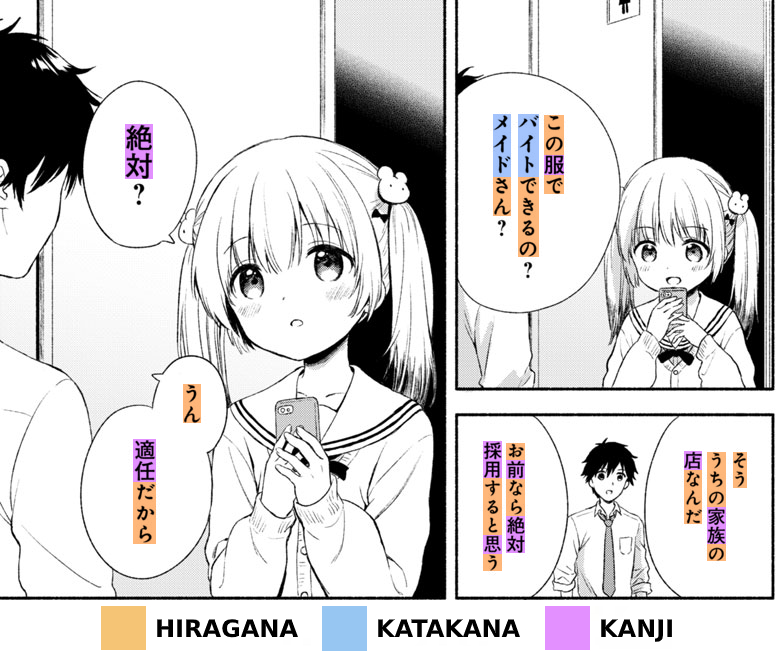 この服で
バイトできるの?
メイドさん?
そう
うちの家族の
店なんだ
お前なら絶対
採用すると思う
絶対?
うん
適任だから
HIRAGANA
KATAKANA
KANJI